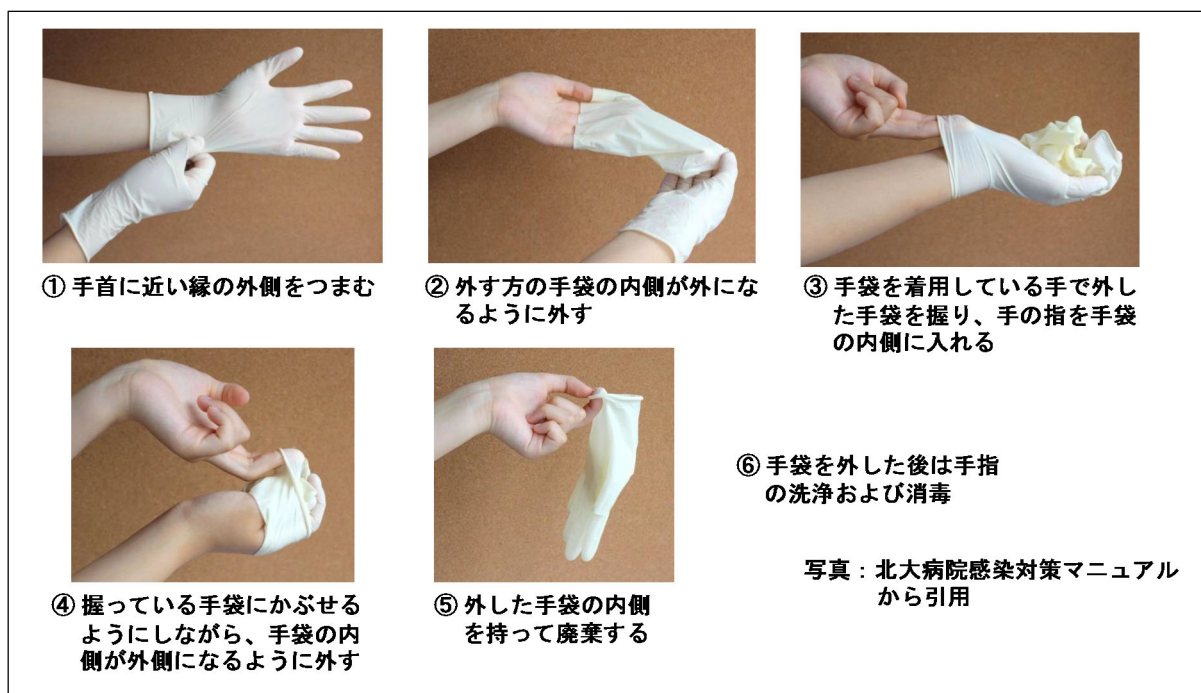 ① 手首に近い縁の外側をつまむ
② 外す方の手袋の内側が外にな
るように外す
③ 手袋を着用している手で外し
た手袋を握り、手の指を手袋
の内側に入れる
④ 握っている手袋にかぶせる
ようにしながら、手袋の内
側が外側になるように外す
⑤ 外した手袋の内側
を持って廃棄する
⑥ 手袋を外した後は手指
の洗浄および消毒
写真：北大病院感染対策マニュアル
から引用